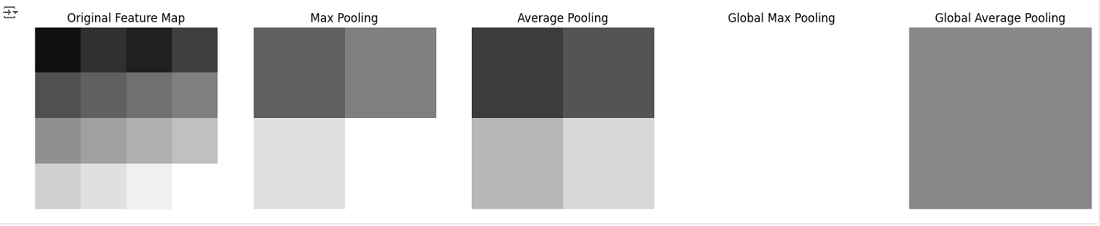 Original Feature Map
Max Pooling
Average Pooling
Global Max Pooling
Global Average Pooling